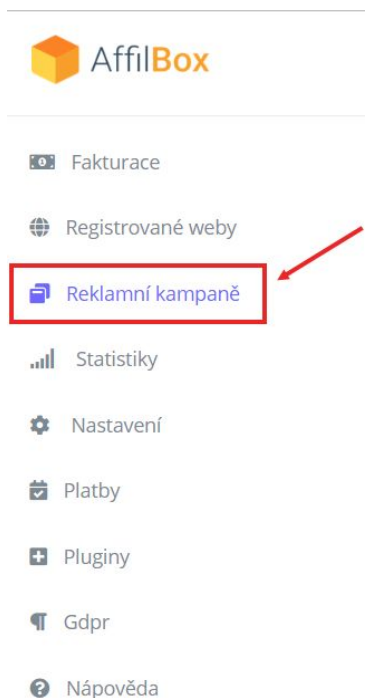 AffilBox
Fakturace
Registrované weby
Reklamní kampaně
Statistiky
Nastavení
Platby
Pluginy
Gdpr
Nápověda